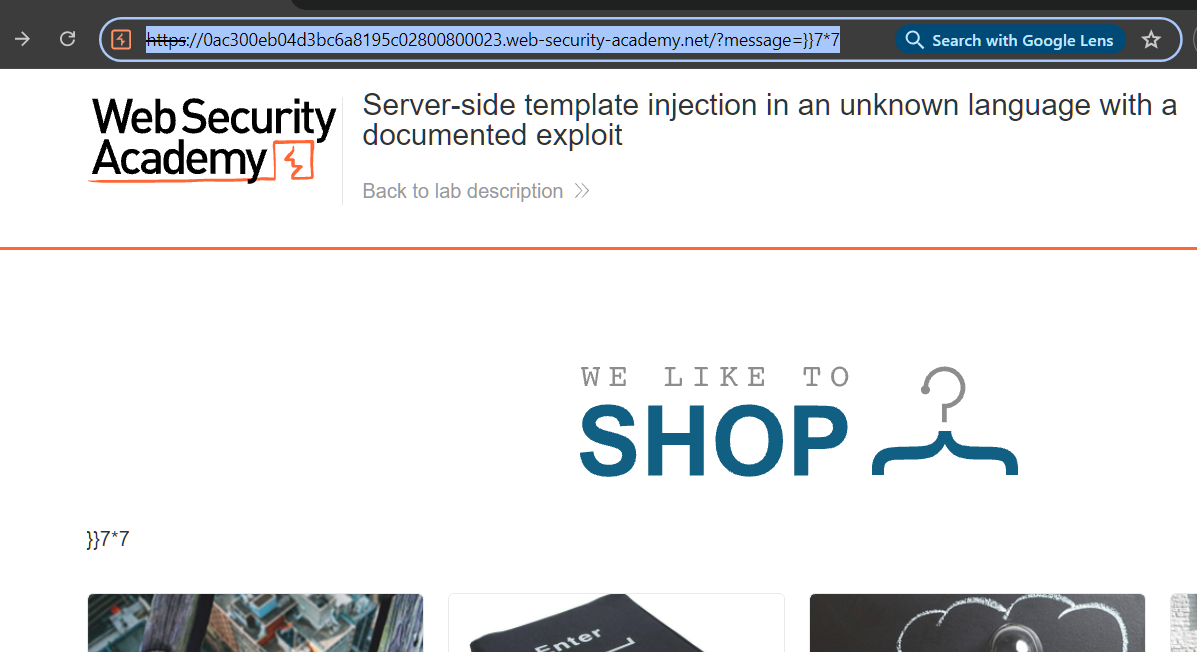 https://0ac300eb04d3bc6a8195c02800800023.web-security-academy.net/?message=}}7*7
Search with Google Lens
Web Security
Academy
Server-side template injection in an unknown language with a
documented exploit
Back to lab description
WE LIKE TO
SHOP
}}7*7
Enter